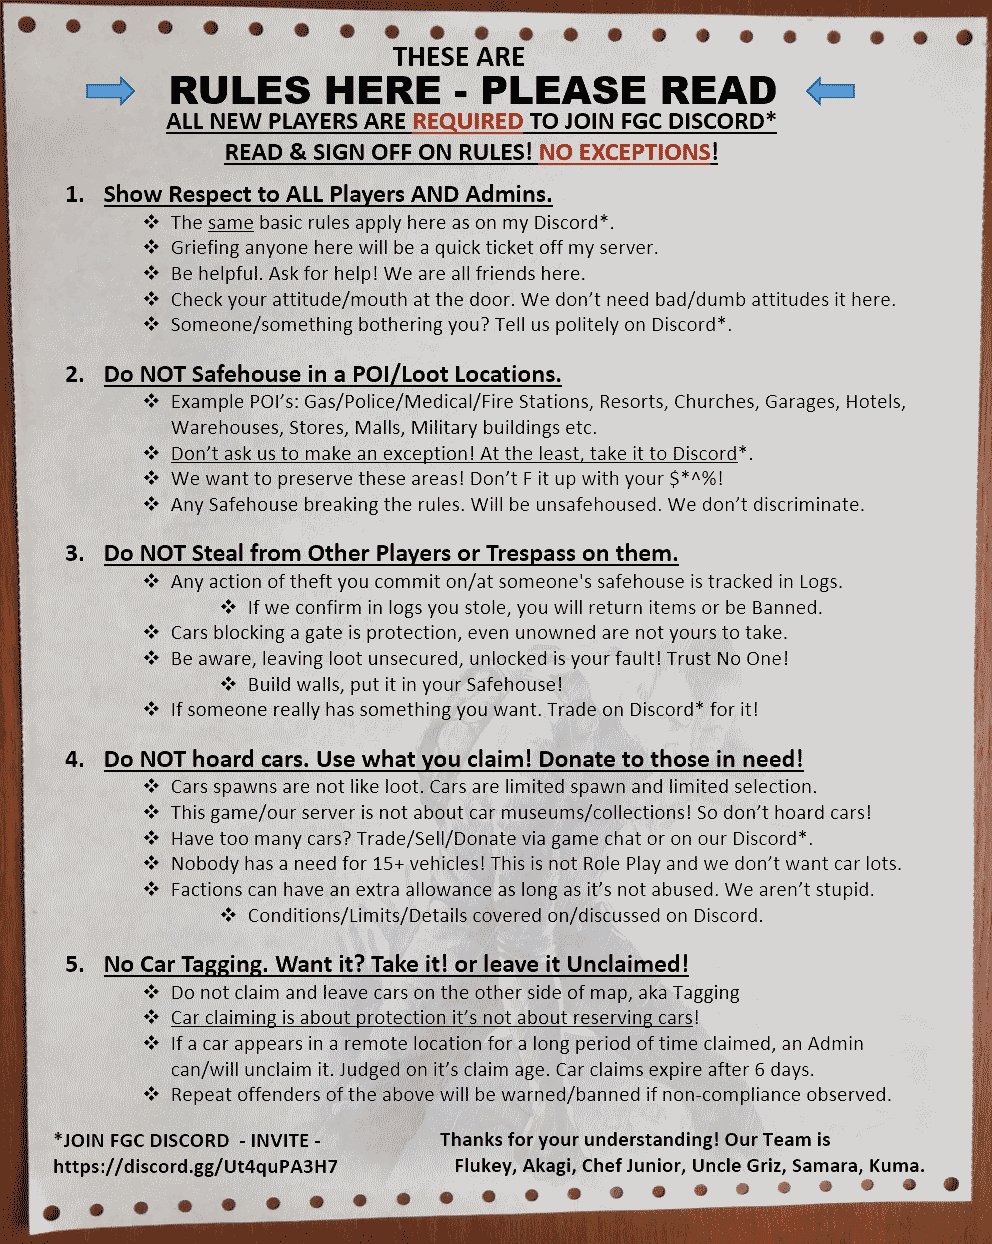 THESE ARE
RULES HERE - PLEASE READ
ALL NEW PLAYERS ARE REQUIRED TO JOIN FGC DISCORD*
READ & SIGN OFF ON RULES! NO EXCEPTIONS!
1. Show Respect to ALL Players AND Admins.
❖ The same basic rules apply here as on my Discord*.
❖ Griefing anyone here will be a quick ticket off my server.
❖ Be helpful. Ask for help! We are all friends here.
❖ Check your attitude/mouth at the door. We don't need bad/dumb attitudes it here.
❖ Someone/something bothering you? Tell us politely on Discord*.
2. Do NOT Safehouse in a POI/Loot Locations.
❖ Example POI's: Gas/Police/Medical/Fire Stations, Resorts, Churches, Garages, Hotels,
Warehouses, Stores, Malls, Military buildings etc.
❖ Don't ask us to make an exception! At the least, take it to Discord*.
❖ We want to preserve these areas! Don't F it up with your $*^%!
❖ Any Safehouse breaking the rules. Will be unsafehoused. We don't discriminate.
3. Do NOT Steal from Other Players or Trespass on them.
❖ Any action of theft you commit on/at someone's safehouse is tracked in Logs.
❖ If we confirm in logs you stole, you will return items or be Banned.
❖ Cars blocking a gate is protection, even unowned are not yours to take.
❖ Be aware, leaving loot unsecured, unlocked is your fault! Trust No One!
❖ Build walls, put it in your Safehouse!
❖ If someone really has something you want. Trade on Discord* for it!
4. Do NOT hoard cars. Use what you claim! Donate to those in need!
❖ Cars spawns are not like loot. Cars are limited spawn and limited selection.
❖ This game/our server is not about car museums/collections! So don't hoard cars!
❖ Have too many cars? Trade/Sell/Donate via game chat or on our Discord*.
❖ Nobody has a need for 15+ vehicles! This is not Role Play and we don't want car lots.
❖ Factions can have an extra allowance as long as it's not abused. We aren't stupid.
❖ Conditions/Limits/Details covered on/discussed on Discord.
5. No Car Tagging. Want it? Take it! or leave it Unclaimed!
❖ Do not claim and leave cars on the other side of map, aka Tagging
❖ Car claiming is about protection it's not about reserving cars!
❖ If a car appears in a remote location for a long period of time claimed, an Admin
can/will unclaim it. Judged on it's claim age. Car claims expire after 6 days.
❖ Repeat offenders of the above will be warned/banned if non-compliance observed.
*JOIN FGC DISCORD - INVITE -
https://discord.gg/Ut4quPA3H7
Thanks for your understanding! Our Team is
Flukey, Akagi, Chef Junior, Uncle Griz, Samara, Kuma.